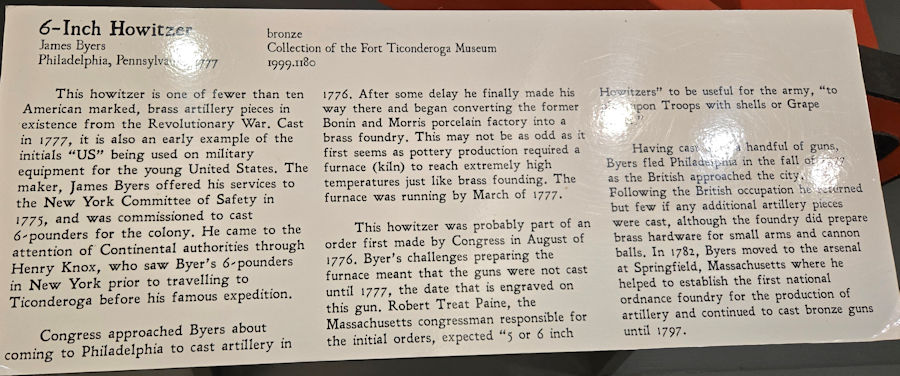 6-Inch Howitzer
James Byers
Philadelphia, Pennsylvania 1777
bronze
Collection of the Fort Ticonderoga Museum
1999.1180
This howitzer is one of fewer than ten
American marked, brass artillery pieces in
existence from the Revolutionary War. Cast
in 1777, it is also an early example of the
initials “US” being used on military
equipment for the young United States. The
maker, James Byers offered his services to
the New York Committee of Safety in
1775, and was commissioned to cast
6-pounders for the colony. He came to the
attention of Continental authorities through
Henry Knox, who saw Byer’s 6-pounders
in New York prior to travelling to
Ticonderoga before his famous expedition.
Congress approached Byers about
coming to Philadelphia to cast artillery in
1776. After some delay he finally made his
way there and began converting the former
Bonin and Morris porcelain factory into a
brass foundry. This may not be as odd as it
first seems as pottery production required a
furnace (kiln) to reach extremely high
temperatures just like brass founding. The
furnace was running by March of 1777.
This howitzer was probably part of an
order first made by Congress in August of
1776. Byer’s challenges preparing the
furnace meant that the guns were not cast
until 1777, the date that is engraved on
this gun. Robert Treat Paine, the
Massachusetts congressman responsible for
the initial orders, expected “5 or 6 inch
Howitzers” to be useful for the army, “to
upon Troops with shells or Grape
Having cast a handful of guns,
Byers fled Philadelphia in the fall of 1777
as the British approached the city.
Following the British occupation he returned
but few if any additional artillery pieces
were cast, although the foundry did prepare
brass hardware for small arms and cannon
balls. In 1782, Byers moved to the arsenal
at Springfield, Massachusetts where he
helped to establish the first national
ordnance foundry for the production of
artillery and continued to cast bronze guns
until 1797.